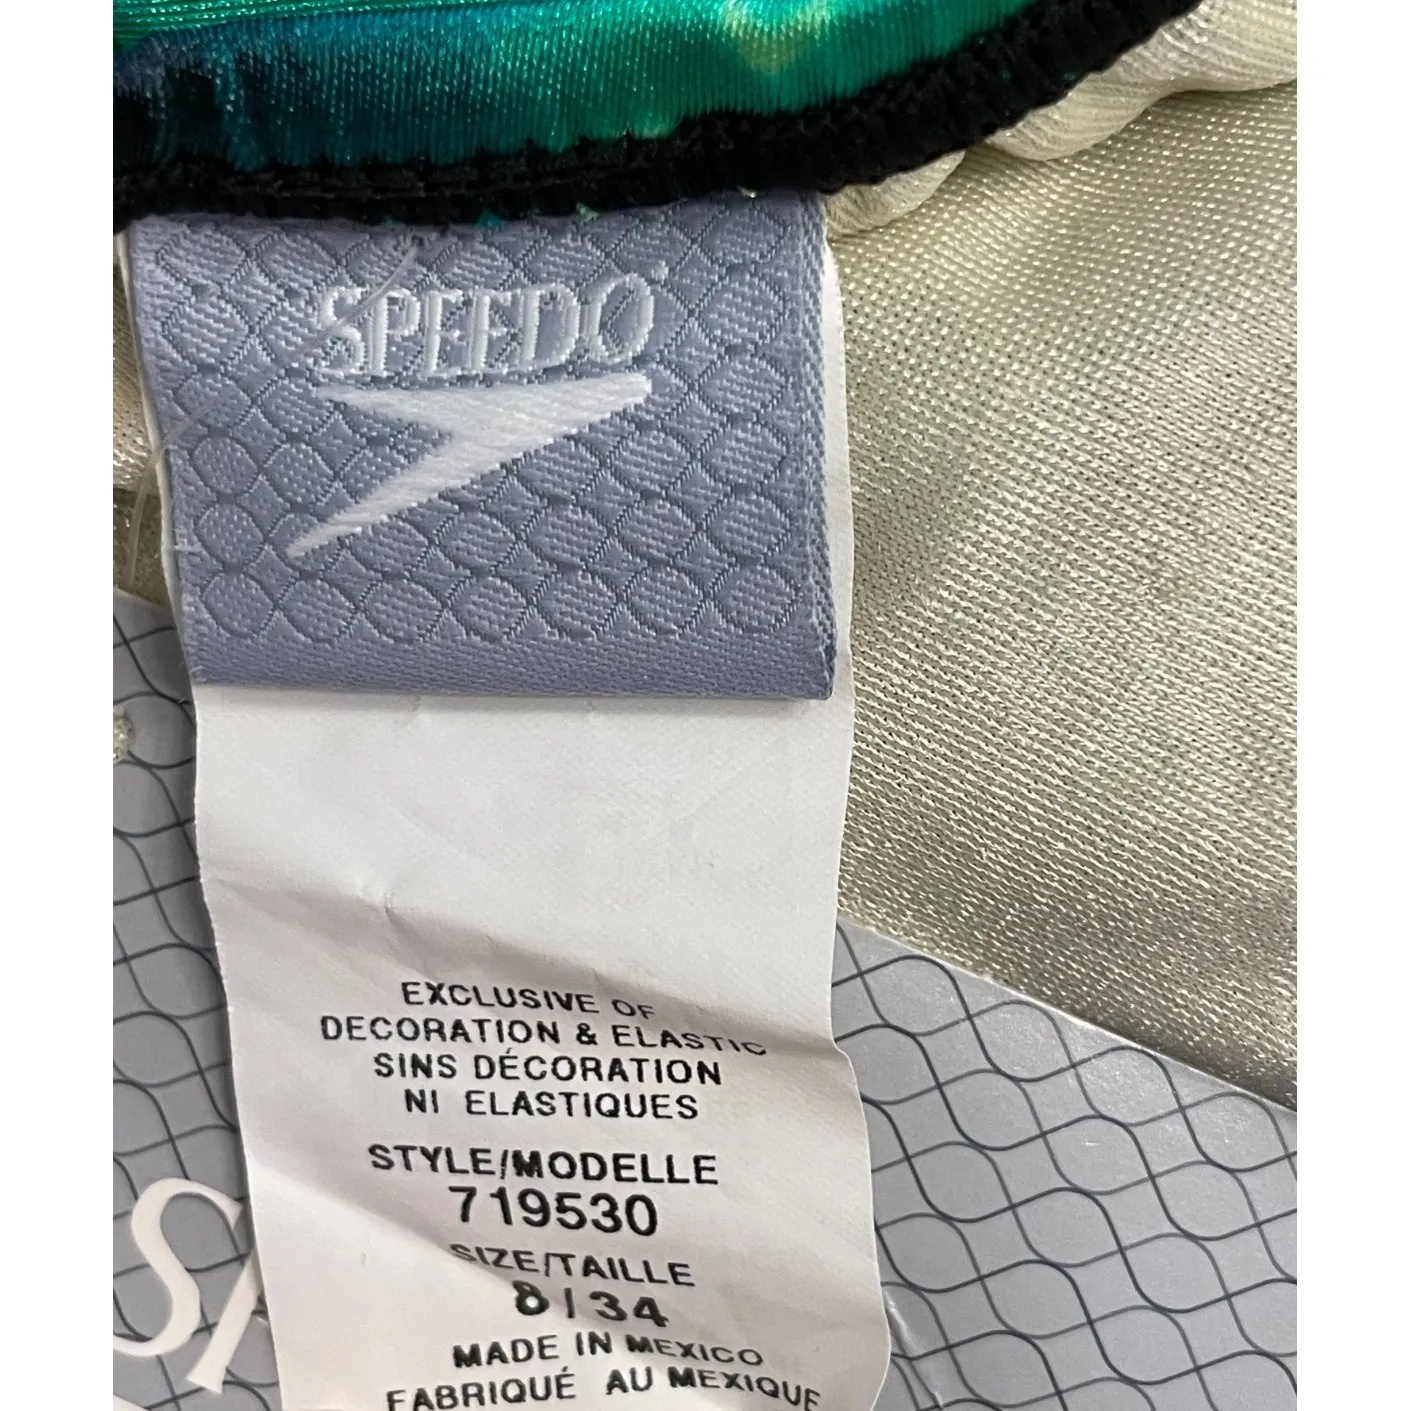 SPEEDO
EXCLUSIVE OF
DECORATION & ELASTIC
SINS DÉCORATION
NI ELASTIQUES
STYLE/MODELLE
719530
SIZE/TAILLE
8/34
MADE IN MEXICO
FABRIQUÉ AU MEXIQUE